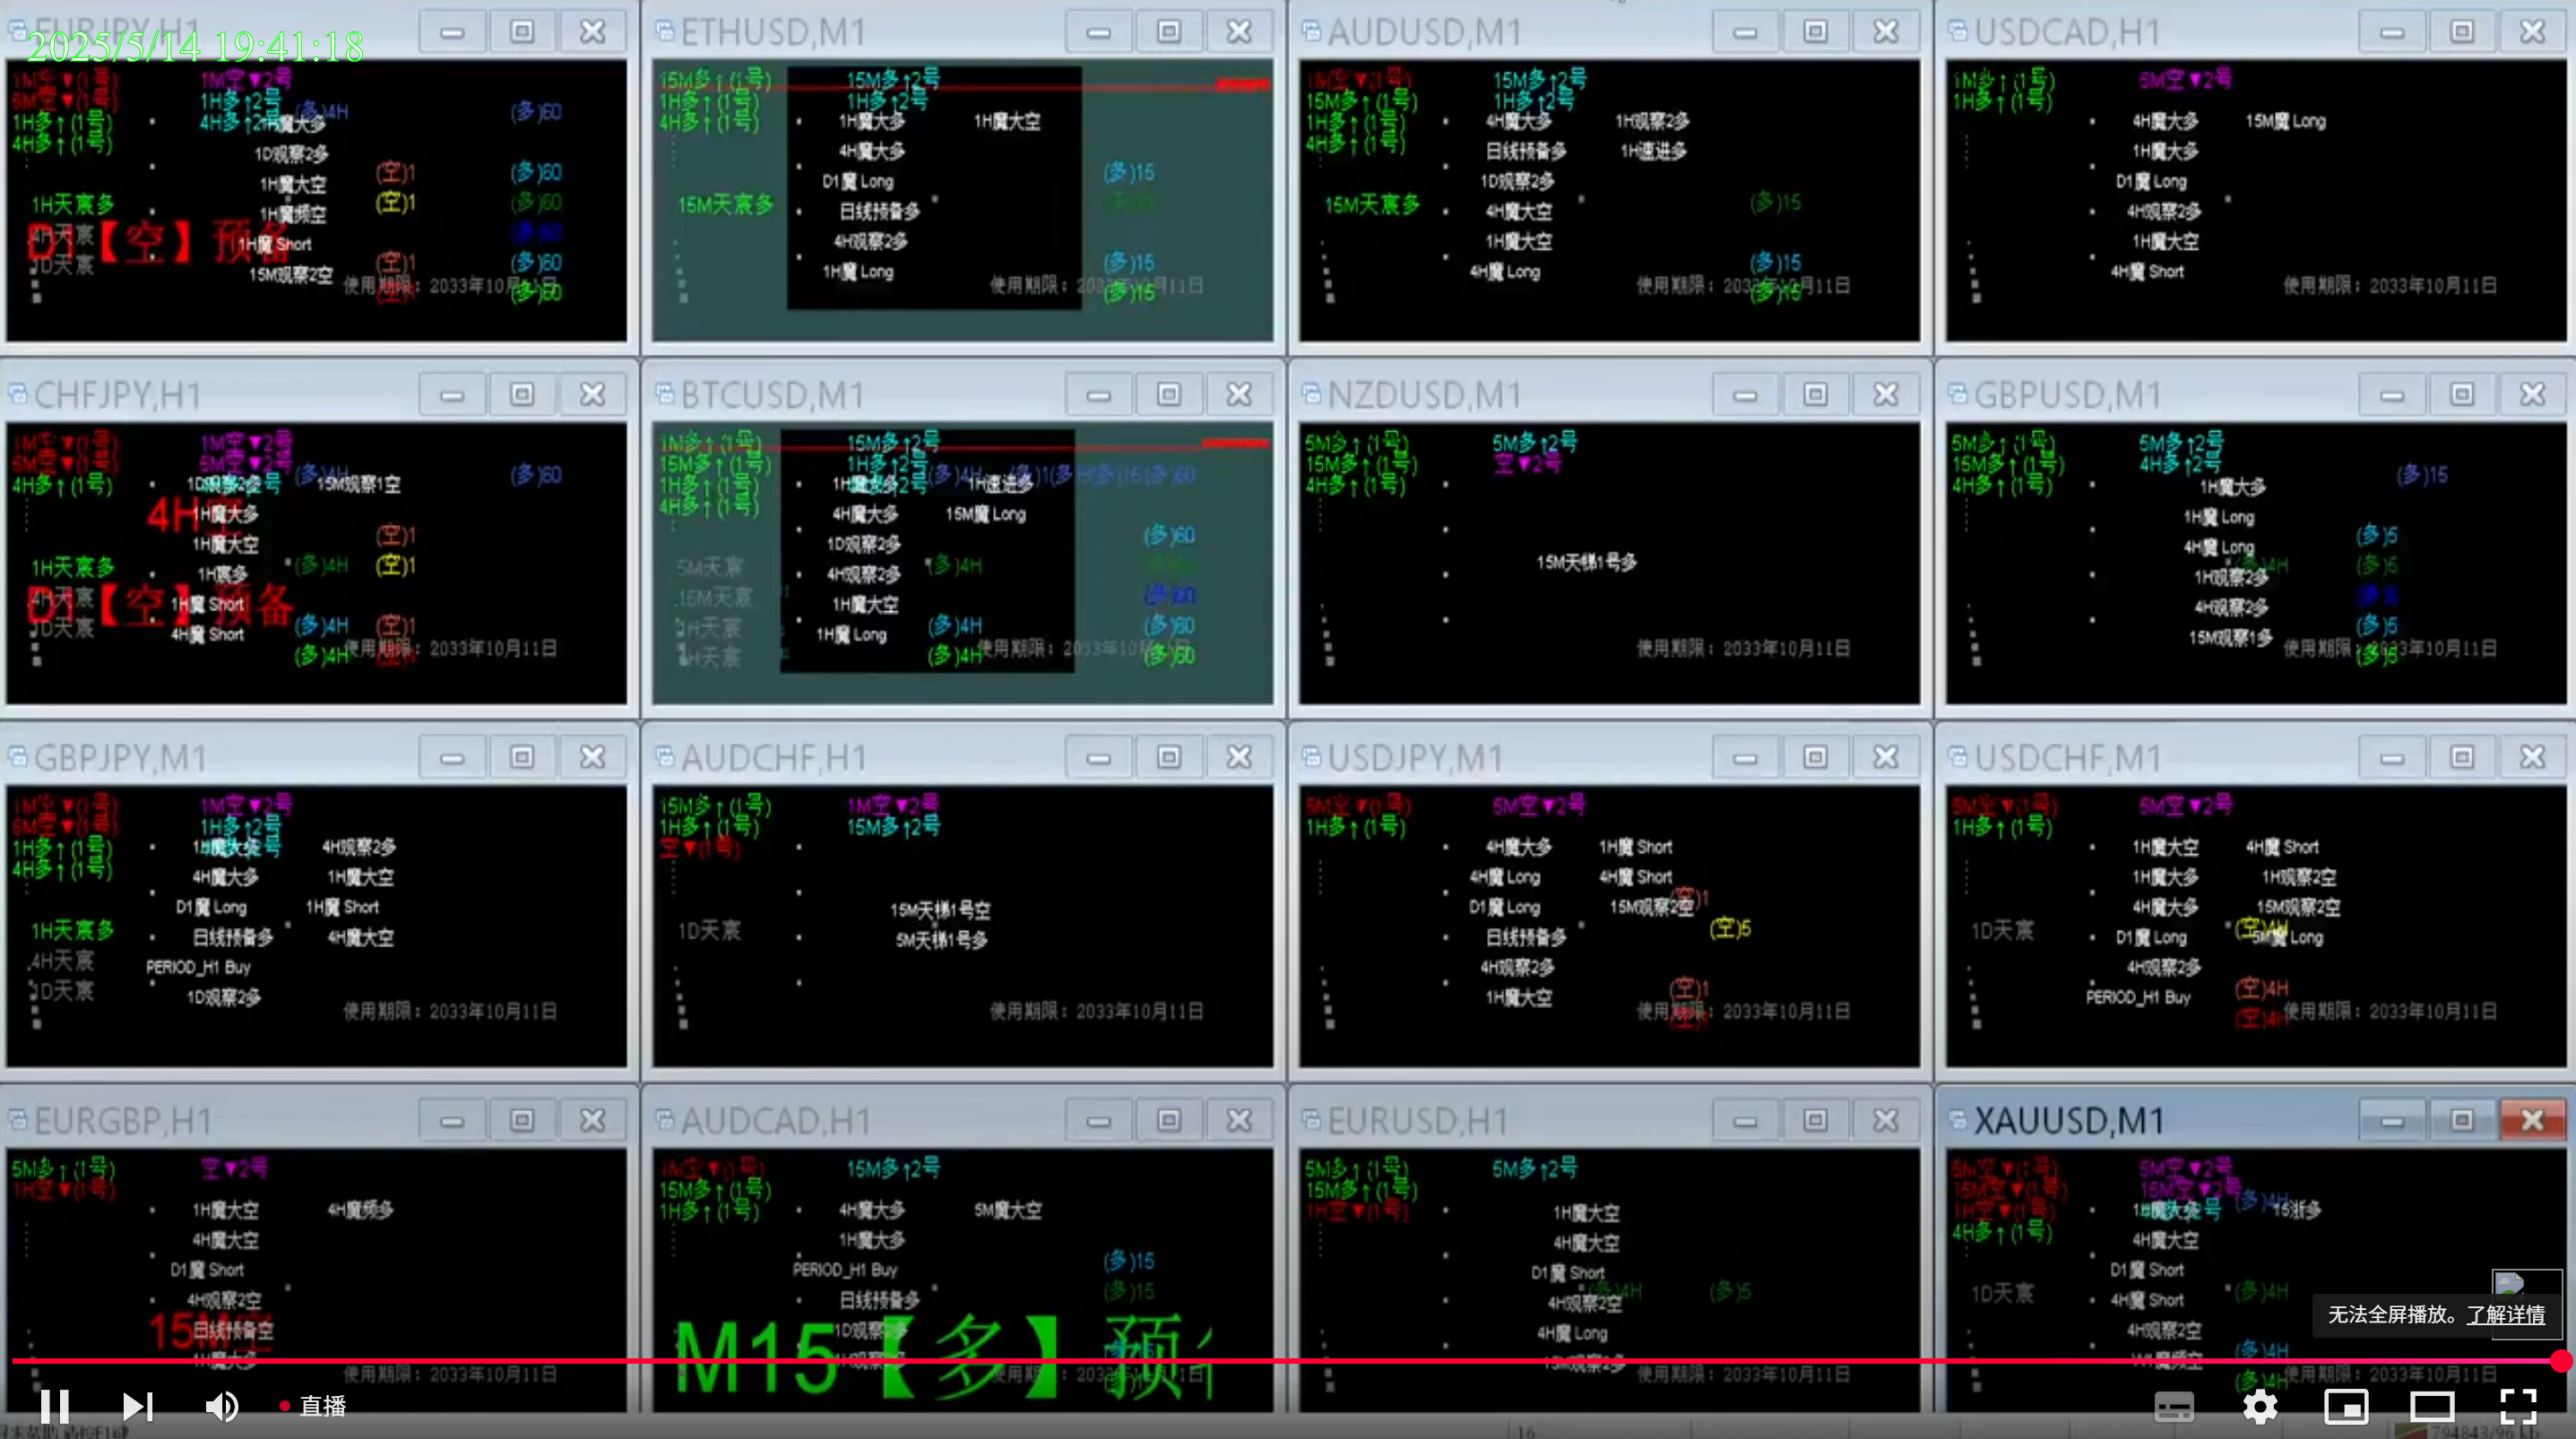 EURJPY,H1
2025/5/14 19:41:18
1M空▼(1号)
5M空▼(1号)
1H多↑(1号)
4H多↑(1号)
1M空▼2号
1H多↑2号
4H多↑2号
(多)4H
(多)60
1H魔大多
1D观察2多
(空)1
(多)60
1H魔大空
1H天宸多
(空)1
(多)60
1H魔频空
4H天宸
D1【空】预备
1H魔 Short
1D天宸
(空)1
(多)60
15M观察2空
使用期限：2033年10月11日
(多)60
ETHUSD,M1
15M多↑(1号)
1H多↑(1号)
4H多↑(1号)
15M多↑2号
1H多↑2号
1H魔大多
1H魔大空
4H魔大多
D1魔 Long
(多)15
15M天宸多
日线预备多
4H观察2多
1H魔 Long
(多)15
使用期限：2033年10月11日
(多)15
AUDUSD,M1
1M空▼(1号)
15M多↑(1号)
1H多↑(1号)
4H多↑(1号)
15M多↑2号
1H多↑2号
4H魔大多
1H观察2多
日线预备多
1H速进多
1D观察2多
15M天宸多
4H魔大空
(多)15
1H魔大空
4H魔 Long
(多)15
使用期限：2033年10月11日
(多)15
USDCAD,H1
1M多↑(1号)
1H多↑(1号)
5M空▼2号
4H魔大多
15M魔 Long
1H魔大多
D1魔 Long
4H观察2多
1H魔大空
4H魔 Short
使用期限：2033年10月11日
CHFJPY,H1
1M空▼(1号)
5M空▼(1号)
4H多↑(1号)
1M空▼2号
5M空▼2号
(多)4H
(多)60
1D观察2多
15M观察1空
1H魔大多
1H魔大空
(空)1
1H天宸多
1H宸多
(多)4H
(空)1
4H天宸
【空】预备
1H魔 Short
1D天宸
4H魔 Short
(多)4H
(空)1
(多)4H
使用期限：2033年10月11日
BTCUSD,M1
1M多↑(1号)
15M多↑(1号)
1H多↑(1号)
4H多↑(1号)
15M多↑2号
1H多↑2号
(多)4H
1H速进多
4H魔大多
15M魔 Long
1D观察2多
(多)60
5M天宸
4H观察2多
(多)4H
15M天宸
1H魔大空
(多)60
1H天宸
1H魔 Long
(多)4H
(多)60
4H天宸
(多)4H
使用期限：2033年10月11日
(多)60
NZDUSD,M1
5M多↑(1号)
15M多↑(1号)
4H多↑(1号)
5M多↑2号
空▼2号
15M天梯1号多
使用期限：2033年10月11日
GBPUSD,M1
5M多↑(1号)
15M多↑(1号)
4H多↑(1号)
5M多↑2号
4H多↑2号
(多)15
1H魔大多
1H魔 Long
4H魔 Long
(多)5
1H观察2多
(多)4H
(多)5
4H观察2多
15M观察1多
(多)5
使用期限：2033年10月11日
(多)5
GBPJPY,M1
1M空▼(1号)
5M空▼(1号)
1H多↑(1号)
4H多↑(1号)
1M空▼2号
1H多↑2号
1H魔大多
4H观察2多
4H魔大多
1H魔大空
D1魔 Long
1H魔 Short
1H天宸多
日线预备多
4H魔大空
4H天宸
PERIOD_H1 Buy
1D天宸
1D观察2多
使用期限：2033年10月11日
AUDCHF,H1
15M多↑(1号)
1H多↑(1号)
空▼(1号)
1M空▼2号
15M多↑2号
15M天梯1号空
1D天宸
5M天梯1号多
使用期限：2033年10月11日
USDJPY,M1
5M空▼(1号)
1H多↑(1号)
5M空▼2号
4H魔大多
1H魔 Short
4H魔 Long
4H魔 Short
D1魔 Long
15M观察2空
(空)1
日线预备多
(空)5
4H观察2多
1H魔大空
(空)1
使用期限：2033年10月11日
USDCHF,M1
5M空▼(1号)
1H多↑(1号)
5M空▼2号
1H魔大空
4H魔 Short
1H魔大多
1H观察2空
4H魔大多
15M观察2空
1D天宸
D1魔 Long
(空)4H
5M魔 Long
4H观察2多
PERIOD_H1 Buy
(空)4H
(空)4H
使用期限：2033年10月11日
EURGBP,H1
5M多↑(1号)
1H空▼(1号)
空▼2号
1H魔大空
4H魔频多
4H魔大空
D1魔 Short
4H观察2空
日线预备空
使用期限：2033年10月11日
AUDCAD,H1
1M空▼(1号)
15M多↑(1号)
1H多↑(1号)
15M多↑2号
4H魔大多
5M魔大空
1H魔大多
PERIOD_H1 Buy
(多)15
日线预备多
(多)15
1D观察2多
M15【多】预
EURUSD,H1
5M多↑(1号)
15M多↑(1号)
1H空▼(1号)
5M多↑2号
1H魔大空
4H魔大空
D1魔 Short
4H观察2空
(多)4H
(多)5
4H魔 Long
15M观察2多
使用期限：2033年10月11日
XAUUSD,M1
5M空▼(1号)
15M空▼(1号)
1H空▼(1号)
4H多↑(1号)
5M空▼2号
15M空▼2号
(多)4H
4H魔大空
D1魔 Short
1D天宸
4H魔 Short
(多)4H
4H观察2空
(多)4H
(多)4H
使用期限：2033年10月11日
无法全屏播放。了解详情
直播
16